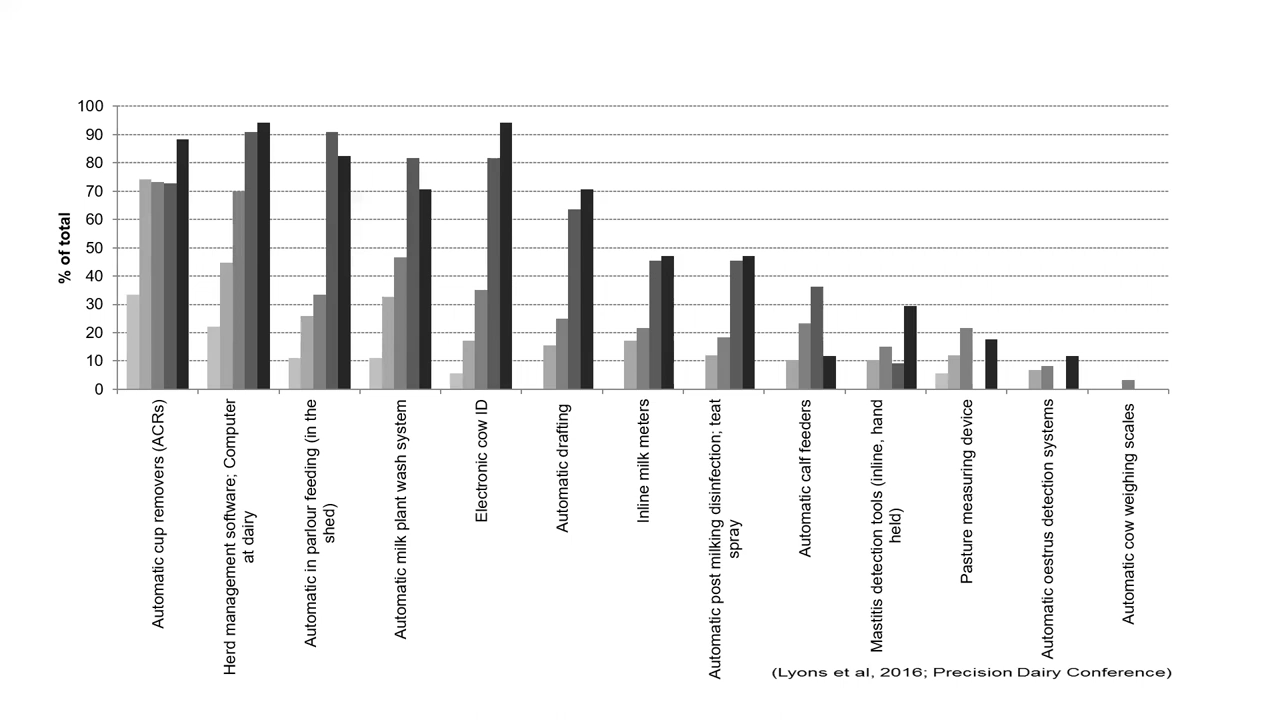 100
90
80
70
60
50
40
30
20
10
0
% of total
Automatic cup removers (ACRs)
Herd management software; Computer
at dairy
Automatic in parlour feeding (in the
shed)
Automatic milk plant wash system
Electronic cow ID
Automatic drafting
Inline milk meters
Automatic post milking disinfection; teat
spray
Automatic calf feeders
Mastitis detection tools (inline, hand
held)
Pasture measuring device
Automatic oestrus detection systems
Automatic cow weighing scales
(Lyons et al, 2016; Precision Dairy Conference)